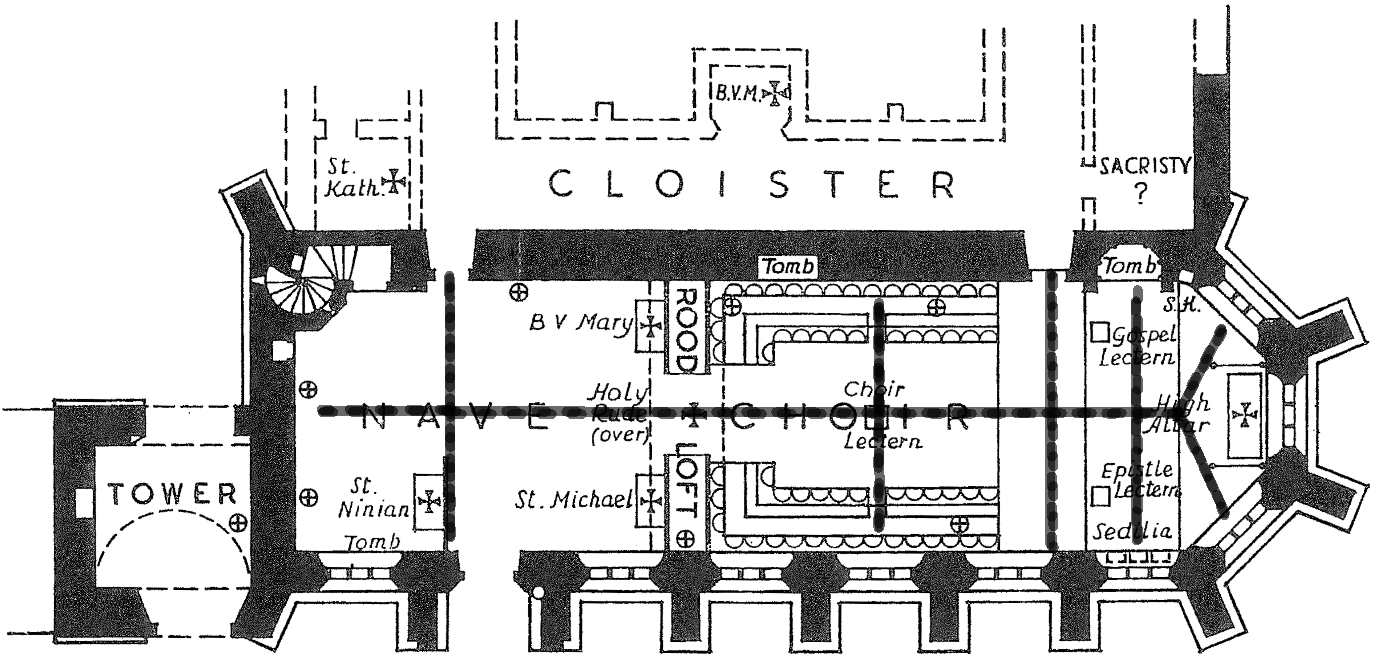 B.V.M.
St.
Kath.
CLOISTER
SACRISTY
?
Tomb
Tomb
S.H.
B V Mary
ROOD
Gospel
Lectern
Holy
Rude
(over)
Choir
Lectern
High
Altar
NAVE
CHOIR
TOWER
St.
Ninian
St. Michael
LOFT
Epistle
Lectern
Sedilia
Tomb